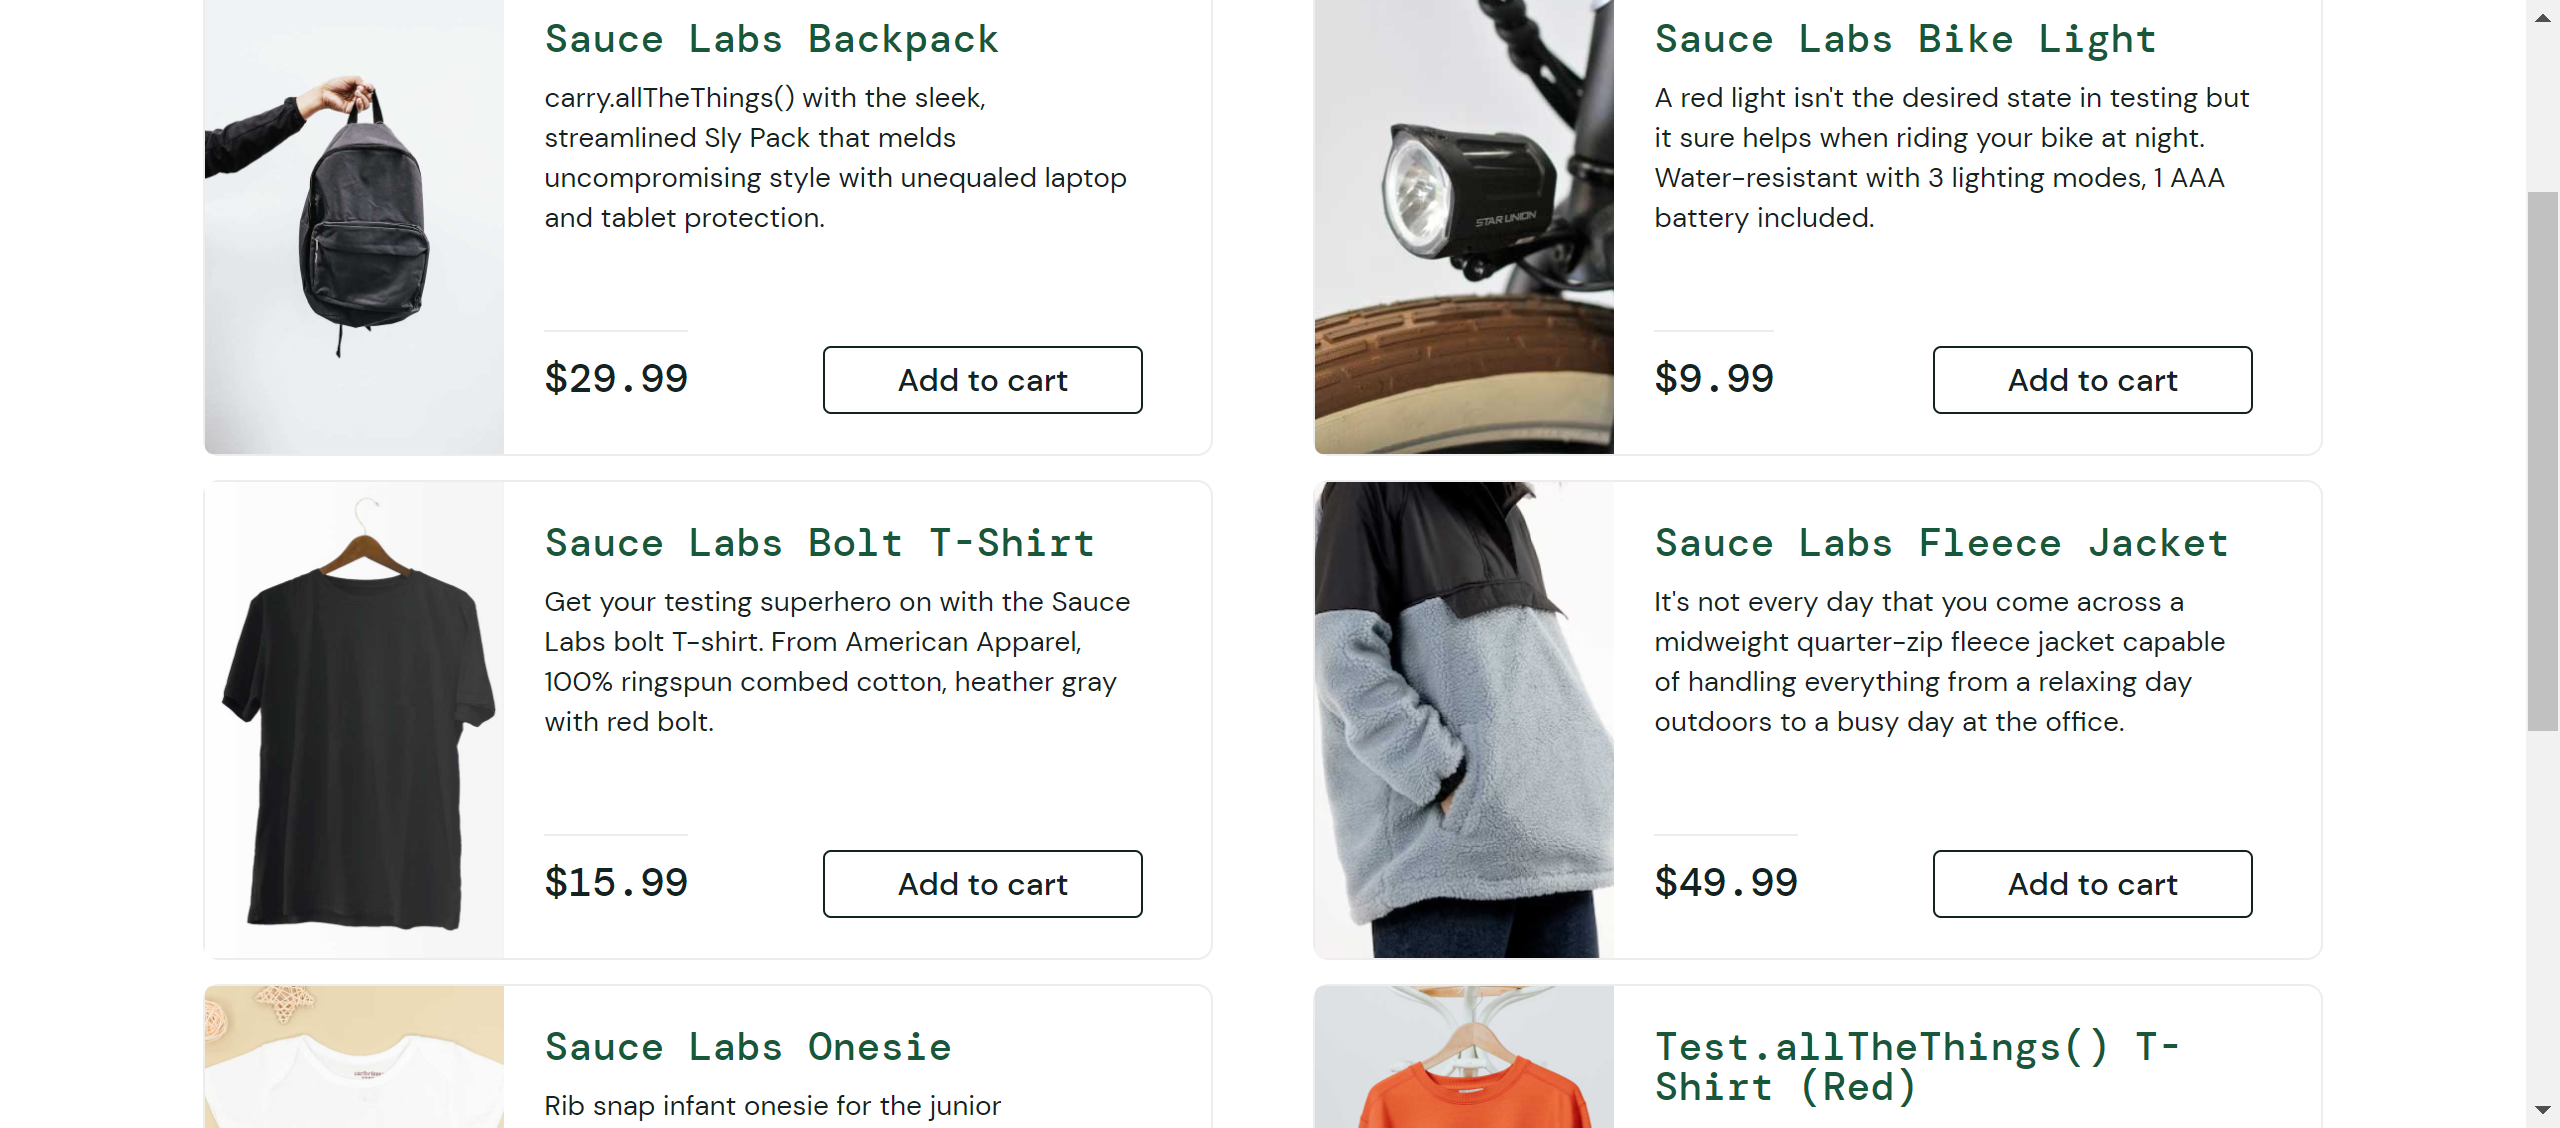 Sauce Labs Backpack
carry.allTheThings() with the sleek,
streamlined Sly Pack that melds
uncompromising style with unequaled laptop
and tablet protection.
$29.99
Add to cart
Sauce Labs Bike Light
A red light isn't the desired state in testing but
it sure helps when riding your bike at night.
Water-resistant with 3 lighting modes, 1 AAA
battery included.
STAR UNION
$9.99
Add to cart
Sauce Labs Bolt T-Shirt
Get your testing superhero on with the Sauce
Labs bolt T-shirt. From American Apparel,
100% ringspun combed cotton, heather gray
with red bolt.
$15.99
Add to cart
Sauce Labs Fleece Jacket
It's not every day that you come across a
midweight quarter-zip fleece jacket capable
of handling everything from a relaxing day
outdoors to a busy day at the office.
$49.99
Add to cart
Sauce Labs Onesie
Rib snap infant onesie for the junior
Test.allTheThings() T-
Shirt (Red)